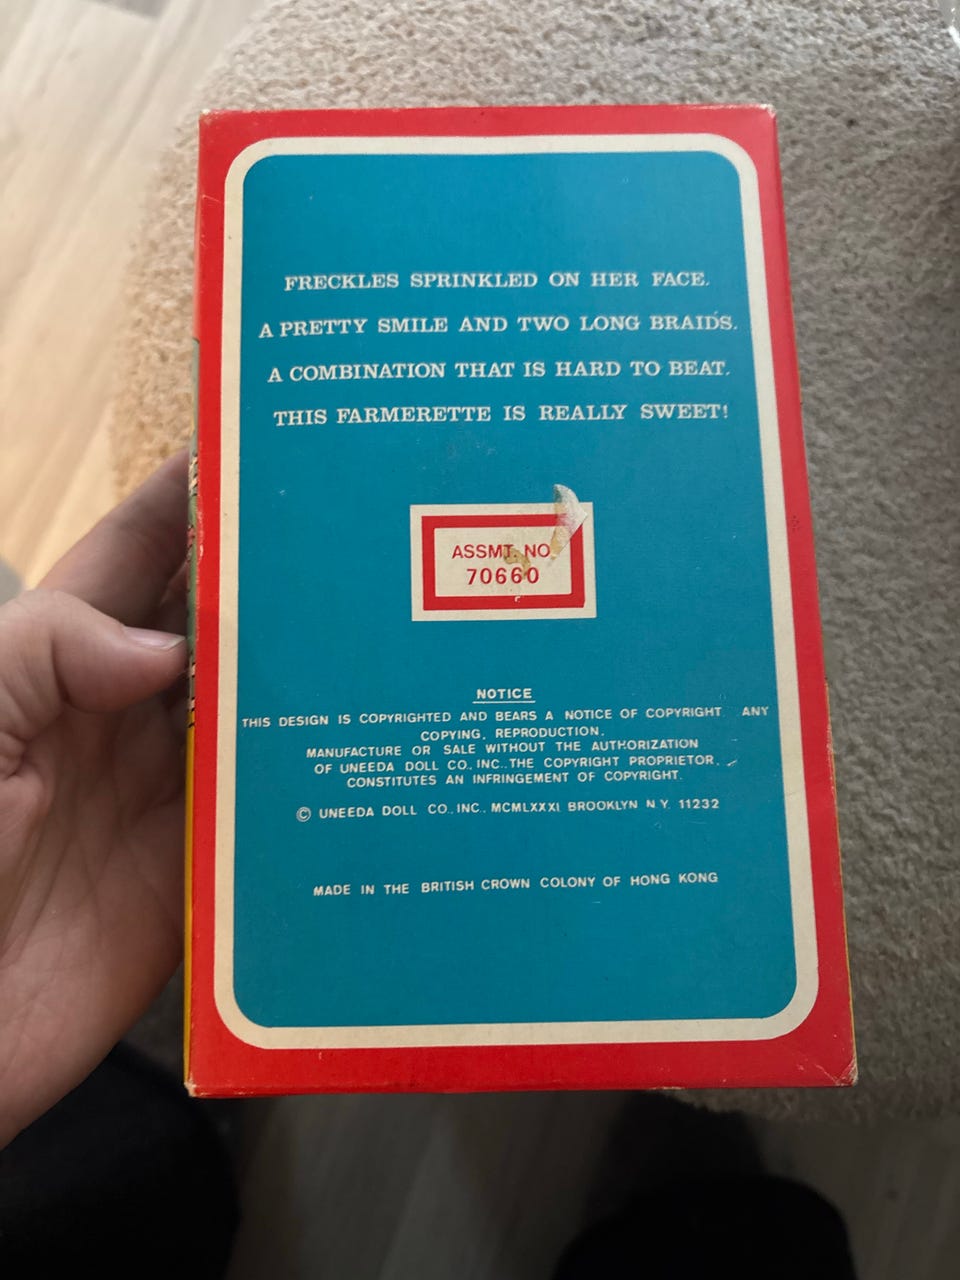 FRECKLES SPRINKLED ON HER FACE.
A PRETTY SMILE AND TWO LONG BRAIDS.
A COMBINATION THAT IS HARD TO BEAT.
THIS FARMERETTE IS REALLY SWEET!
ASSMT. NO.
70660
NOTICE
THIS DESIGN IS COPYRIGHTED AND BEARS A NOTICE OF COPYRIGHT. ANY
COPYING, REPRODUCTION,
MANUFACTURE OR SALE WITHOUT THE AUTHORIZATION
OF UNEEDA DOLL CO., INC., THE COPYRIGHT PROPRIETOR,
CONSTITUTES AN INFRINGEMENT OF COPYRIGHT.
© UNEEDA DOLL CO., INC., MCMLXXXI BROOKLYN N.Y. 11232
MADE IN THE BRITISH CROWN COLONY OF HONG KONG